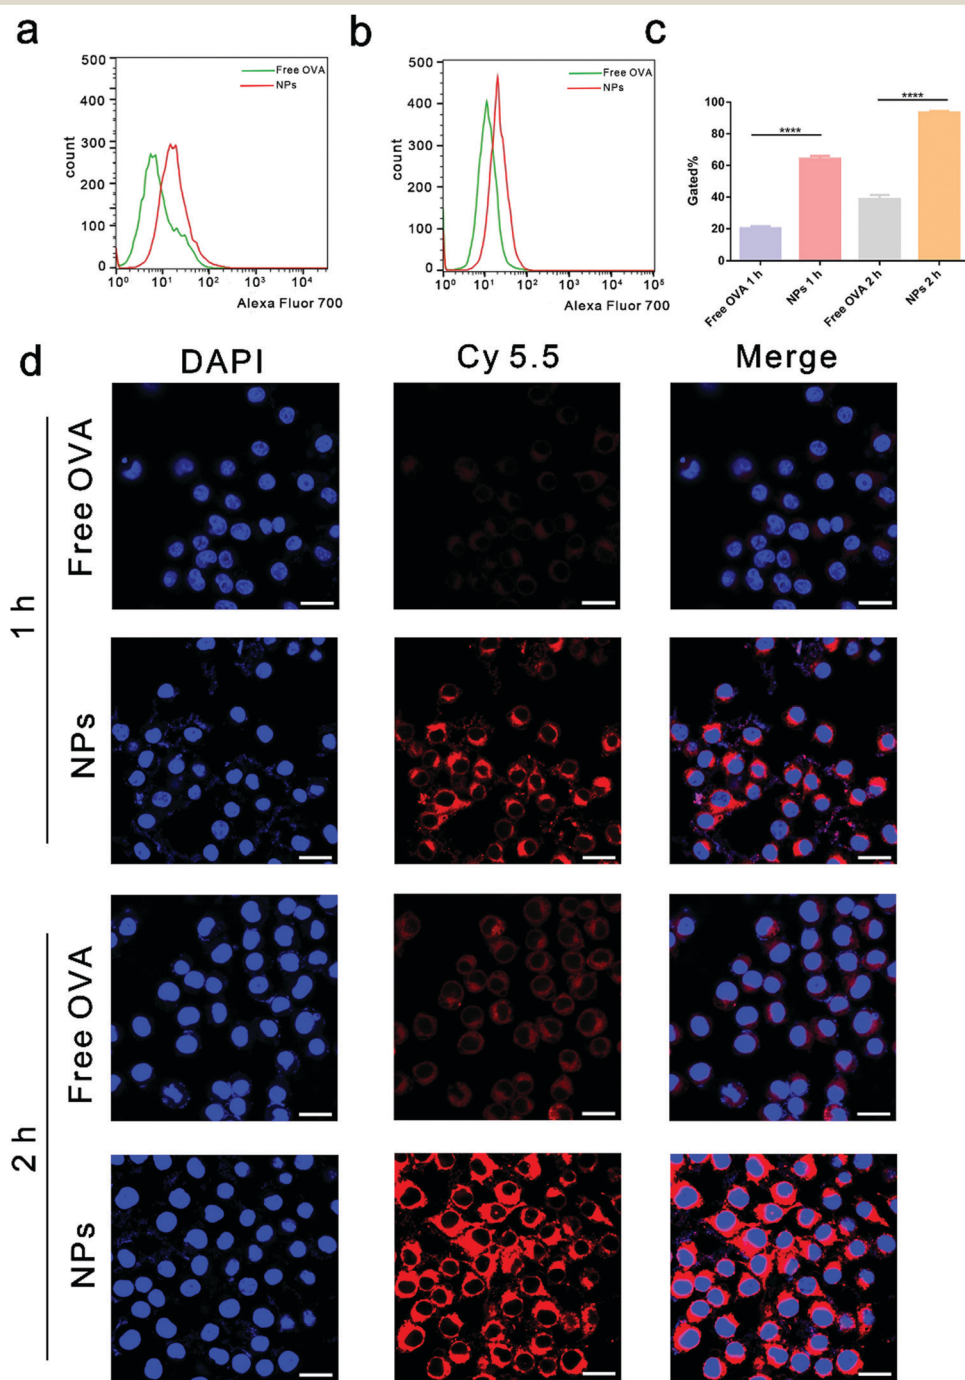 a
500
400
300
200
100
0
count
Free OVA
NPs
10⁰ 10¹ 10² 10³ 10⁴
Alexa Fluor 700
b
500
400
300
200
100
0
count
Free OVA
NPs
10⁰ 10¹ 10² 10³ 10⁴ 10⁵
Alexa Fluor 700
c
100
80
60
40
20
0
Gated%
****
****
Free OVA 1 h
NPs 1 h
Free OVA 2 h
NPs 2 h
d
DAPI
Cy 5.5
Merge
1 h
Free OVA
NPs
2 h
Free OVA
NPs